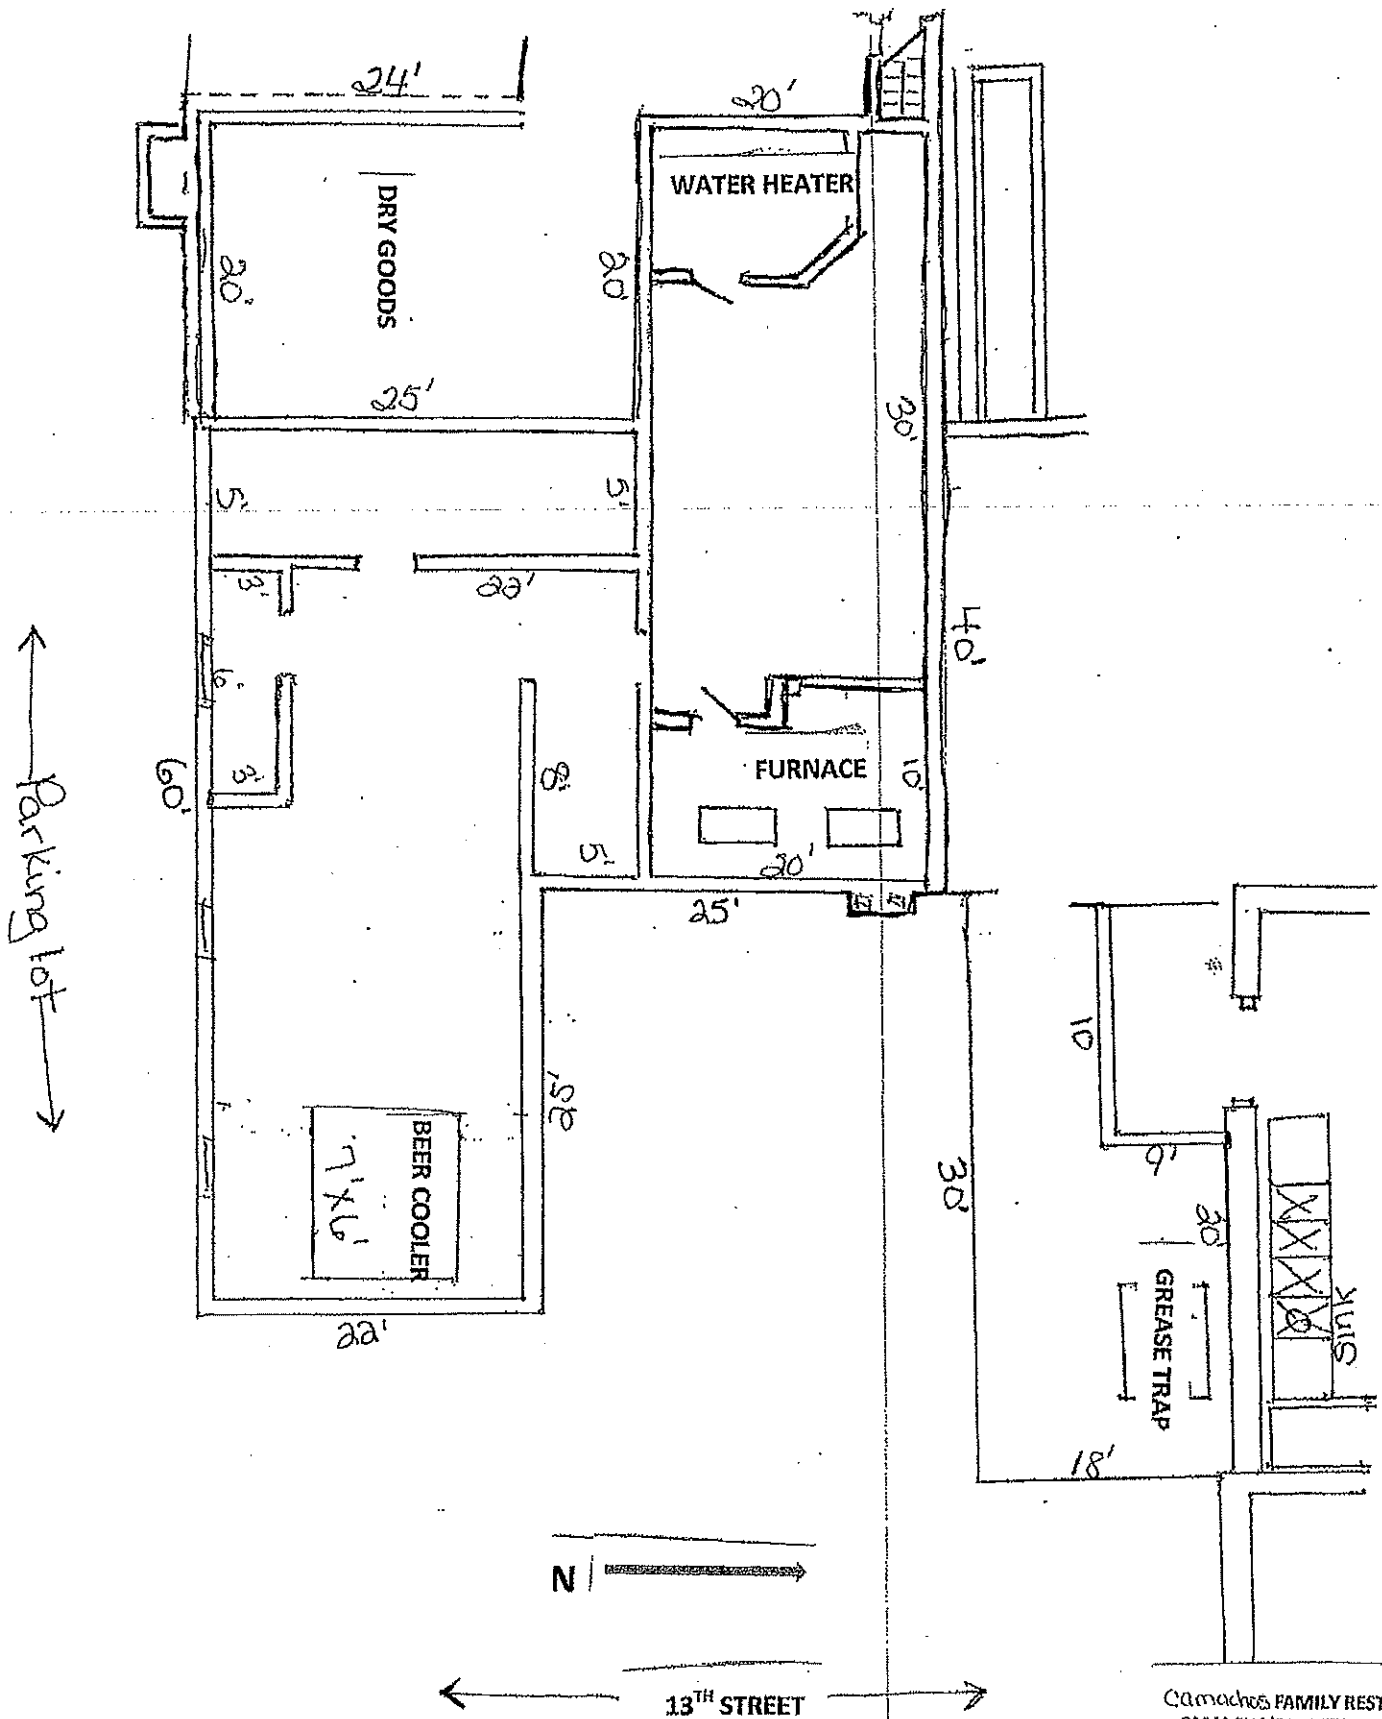 24'
20'
WATER HEATER
DRY GOODS
20'
20'
25'
30'
5'
5'
3'
22'
40'
6'
3'
8'
60'
FURNACE
10'
5'
20'
25'
Parking lot
10
9'
30'
20'
BEER COOLER
7'X6'
GREASE TRAP
Sink
22'
18'
N
13TH STREET
Camachos FAMILY REST